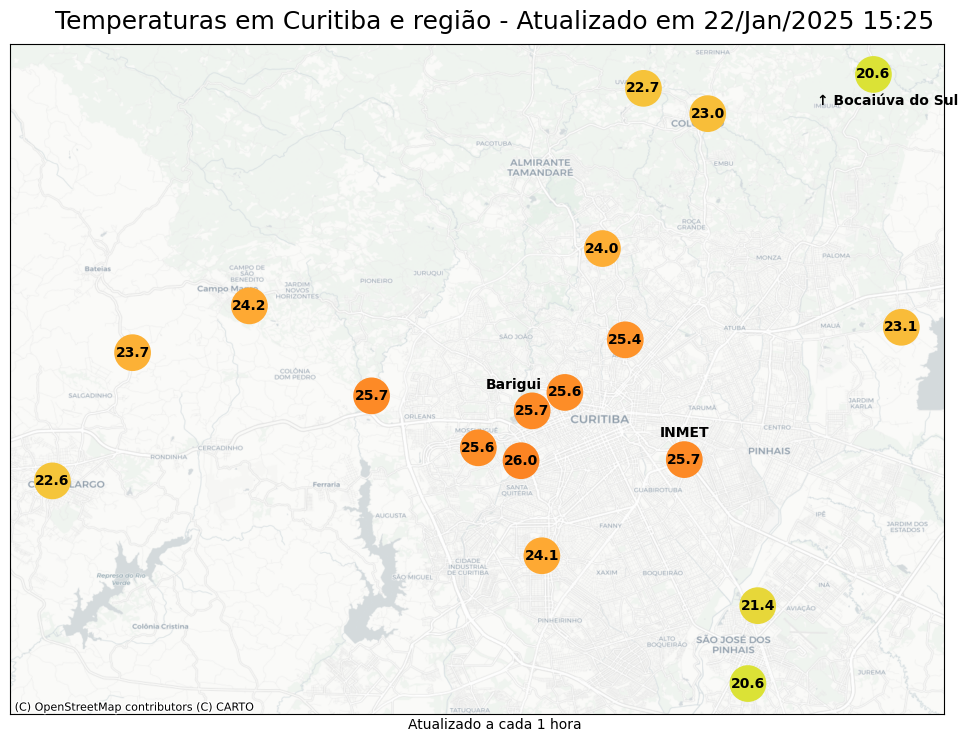 Temperaturas em Curitiba e região - Atualizado em 22/Jan/2025 15:25
SERRINHA
20.6
22.7
↑ Bocaiúva do Sul
23.0
PACOTUBA
ALMIRANTE
TAMANDARÉ
EMBU
ROÇA
GRANDE
24.0
MONZA
PALOMA
Bateias
CAMPO DE
SÃO
BENEDITO
JURUQUI
PIONEIRO
JARDIM
NOVOS
HORIZONTES
24.2
23.1
MAUÁ
ATUBA
SÃO JOÃO
25.4
23.7
COLÔNIA
DOM PEDRO
Barigui
25.6
25.7
SALGADINHO
JARDIM
KARLA
TARUMÃ
25.7
ORLEANS
CURITIBA
CENTRO
INMET
25.6
CERCADINHO
RONDINHA
PINHAIS
26.0
25.7
22.6
Ferraria
SANTA
QUITÉRIA
GUABIROTUBA
AUGUSTA
IPÊ
FANNY
JARDIM DOS
ESTADOS I
24.1
CIDADE
INDUSTRIAL
DE CURITIBA
XAXIM
BOQUEIRÃO
SÃO MIGUEL
Represa do Rio
Verde
INÁ
21.4
AVIAÇÃO
PINHEIRINHO
Colônia Cristina
ALTO
BOQUEIRÃO
SÃO JOSÉ DOS
PINHAIS
JUREMA
20.6
TATUQUARA
(C) OpenStreetMap contributors (C) CARTO
Atualizado a cada 1 hora